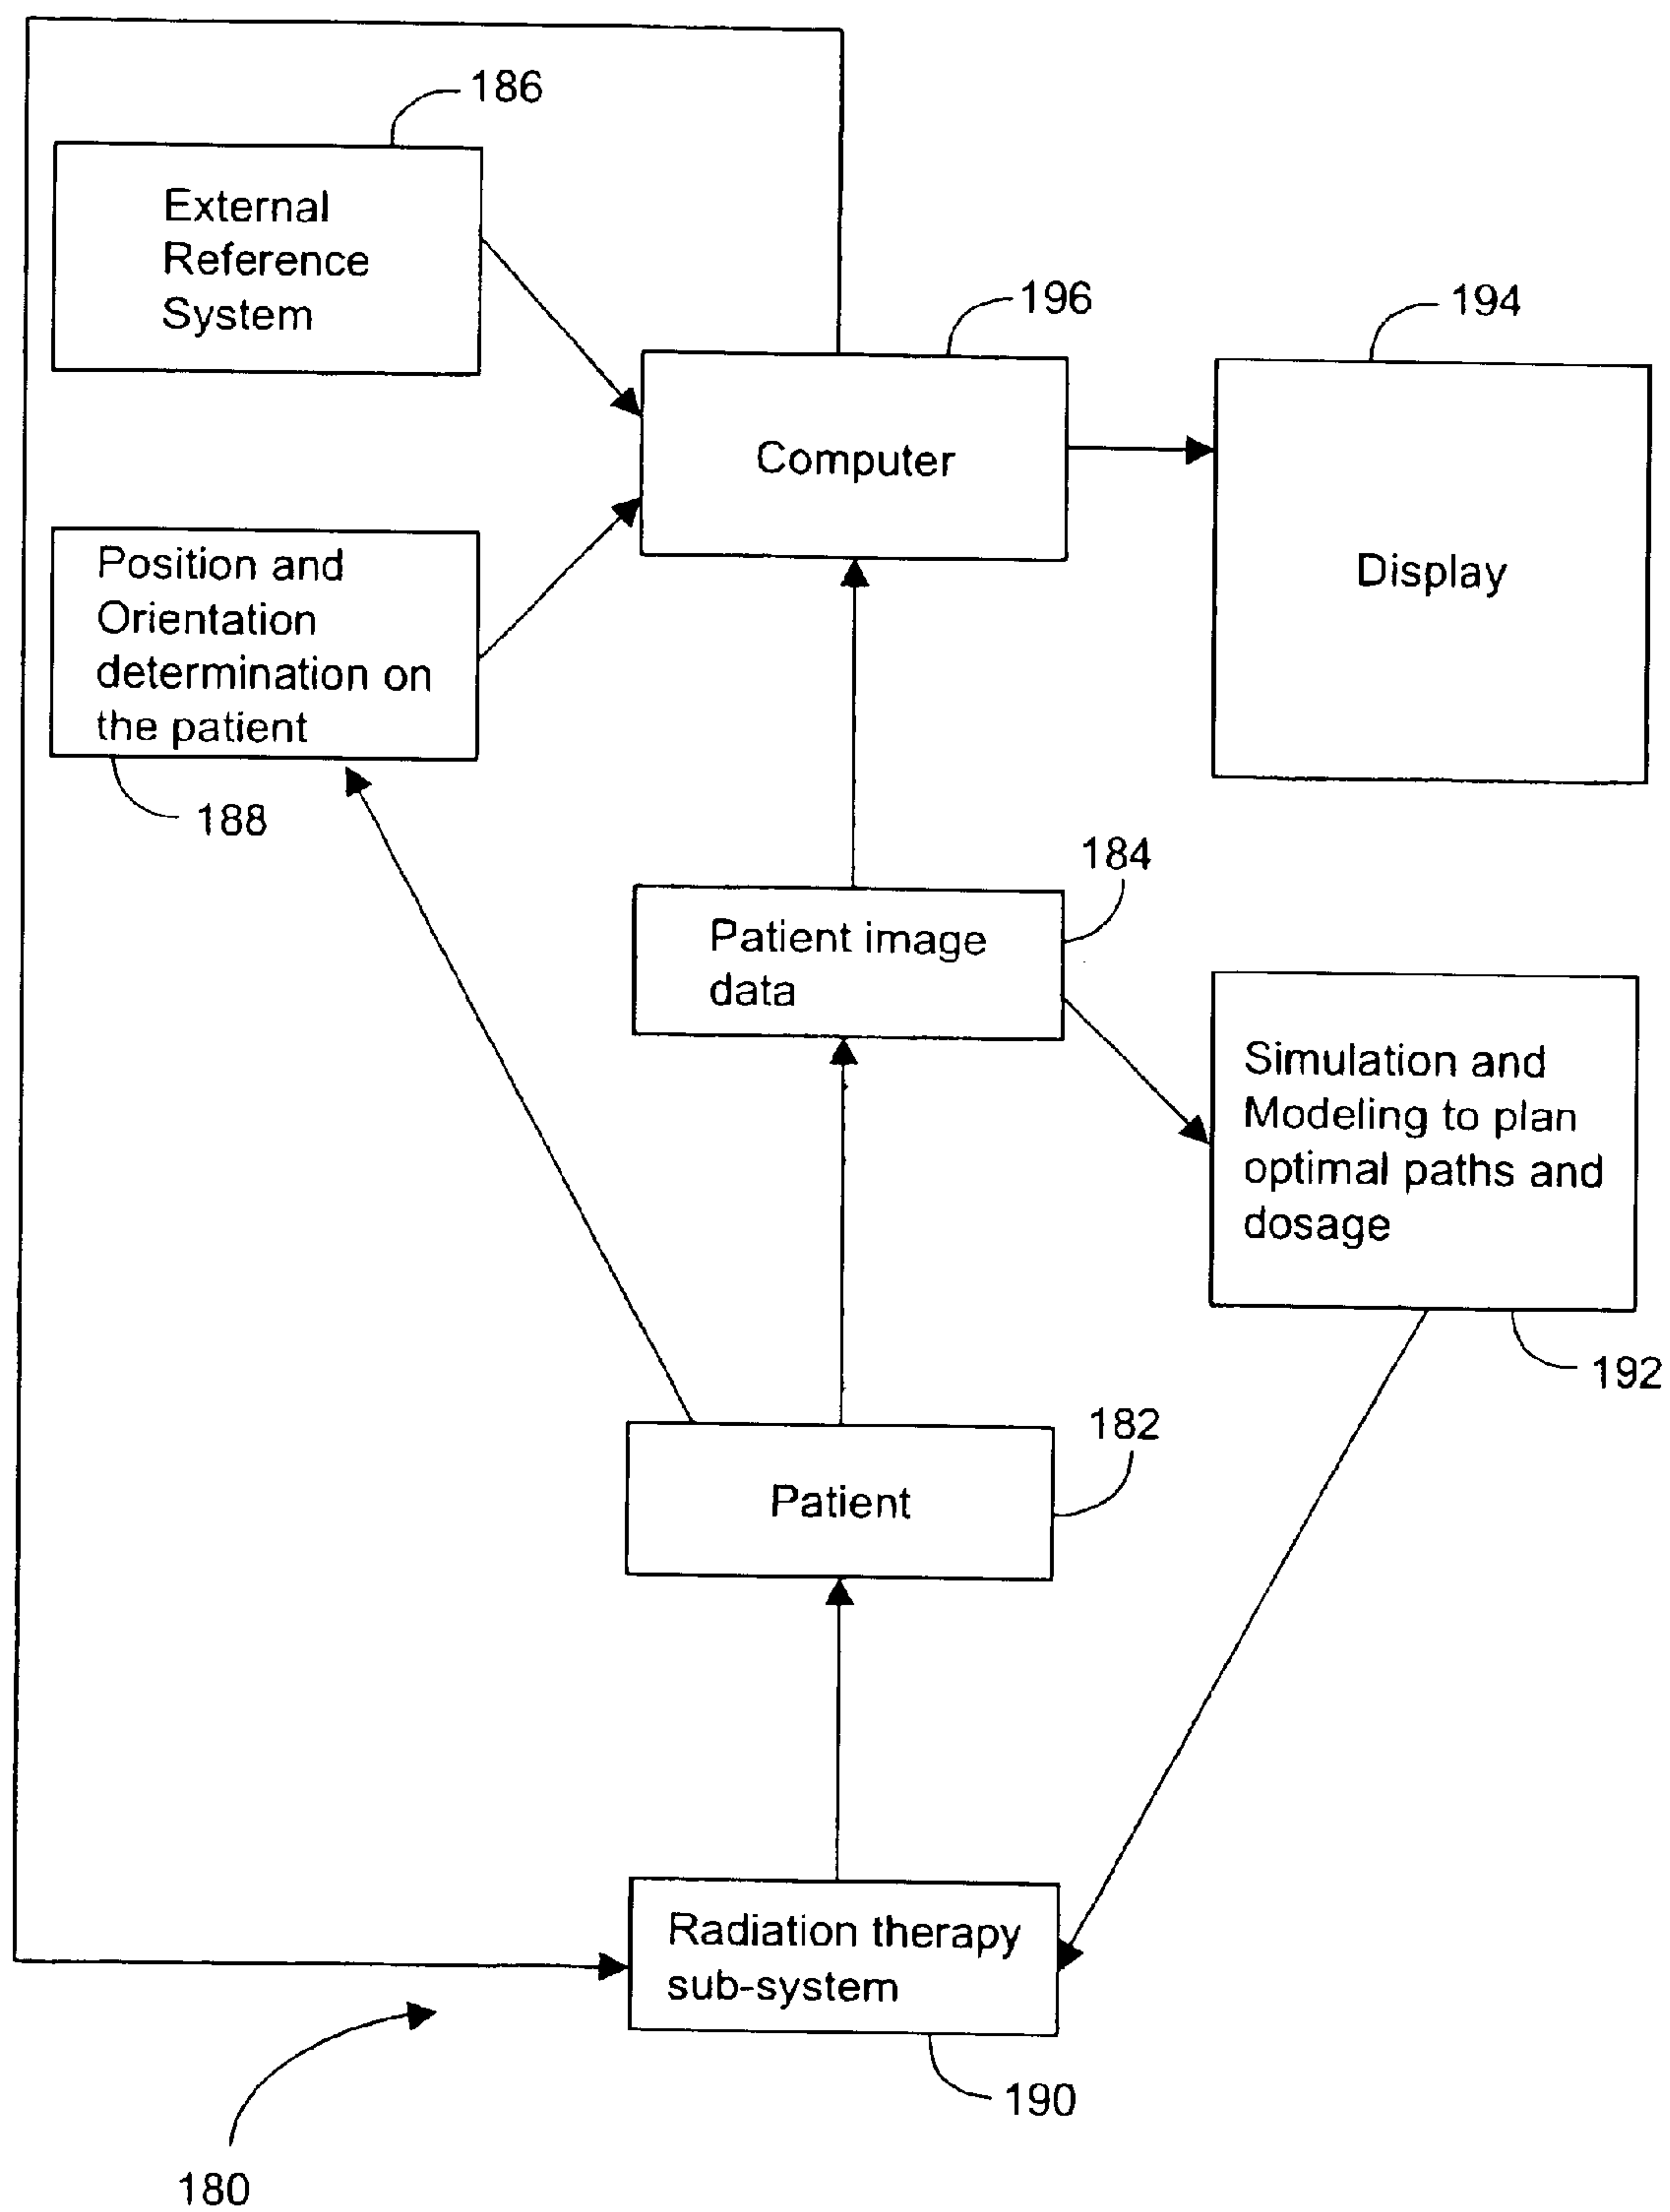 186
External
Reference
System
196
194
Computer
Display
Position and
Orientation
determination on
the patient
188
184
Patient image
data
Simulation and
Modeling to plan
optimal paths and
dosage
192
182
Patient
Radiation therapy
sub-system
190
180